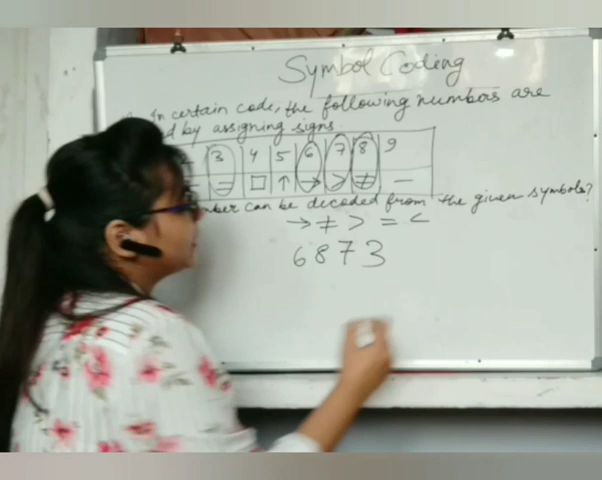 Symbol Coding
In certain code, the following numbers are
by assigning signs.
3 4 5 6 7 8 9
= □ ↑ → > ≠ —
can be decoded from the given symbols?
→ ≠ > = <
6873